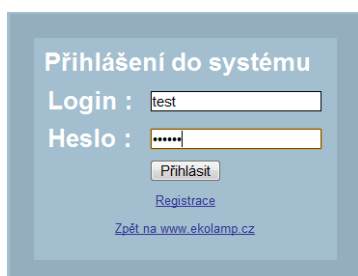 Přihlášení do systému
Login : test
Heslo : ••••••
Přihlásit
Registrace
Zpět na www.ekolamp.cz